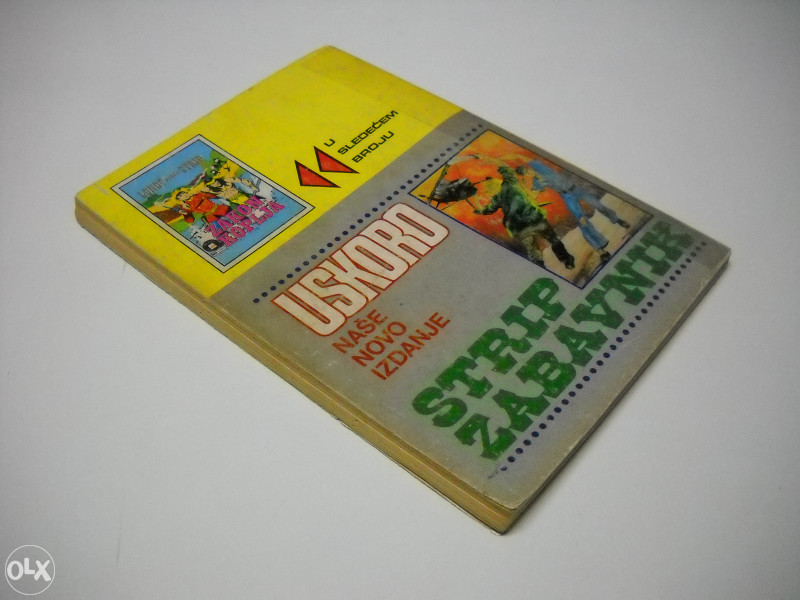 U
SLEDEĆEM
BROJU
USKORO
NAŠE
NOVO
IZDANJE
STRIP
ZABAVNIK
OLX